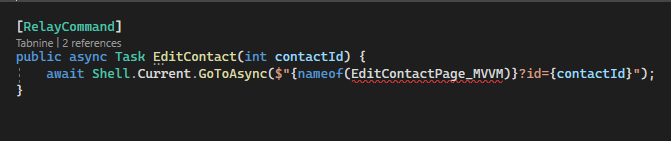 [RelayCommand]
Tabnine | 2 references
public async Task EditContact(int contactId) {
await Shell.Current.GoToAsync($"{nameof(EditContactPage_MVVM)}?id={contactId}");
}